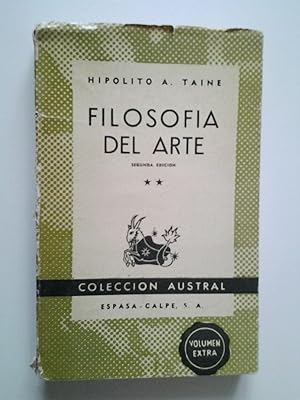 HIPOLITO A. TAINE
FILOSOFIA
DEL ARTE
SEGUNDA EDICION
COLECCION AUSTRAL
ESPASA-CALPE, S. A.
VOLUMEN
EXTRA